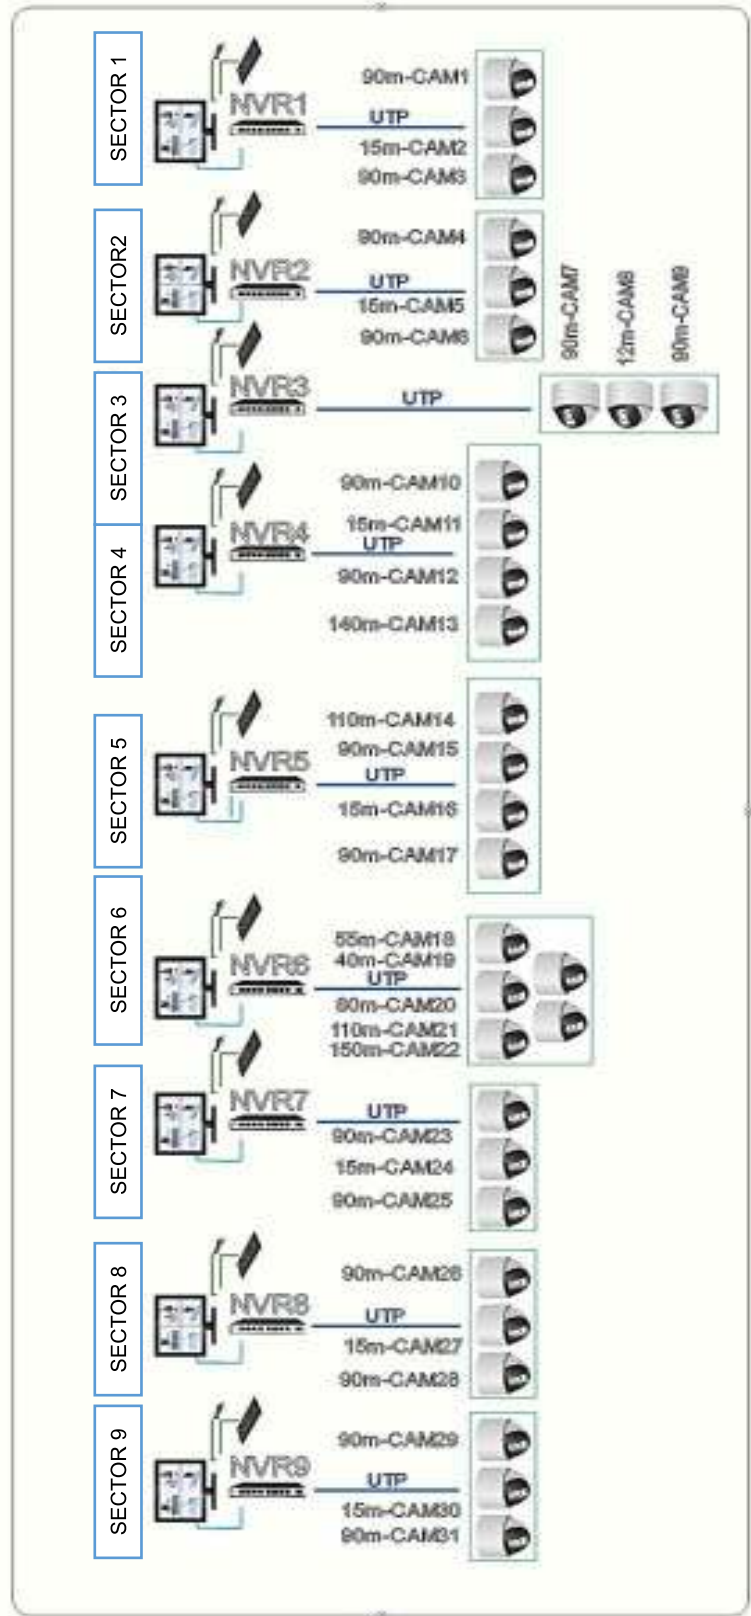 SECTOR 1
NVR1
90m-CAM1
UTP
15m-CAM2
90m-CAM3
SECTOR2
NVR2
90m-CAM4
UTP
15m-CAM5
90m-CAM6
SECTOR 3
NVR3
UTP
90m-CAM7
12m-CAM8
90m-CAM9
SECTOR 4
NVR4
90m-CAM10
15m-CAM11
UTP
90m-CAM12
140m-CAM13
SECTOR 5
NVR5
110m-CAM14
90m-CAM15
UTP
15m-CAM16
90m-CAM17
SECTOR 6
NVR6
55m-CAM18
40m-CAM19
UTP
80m-CAM20
110m-CAM21
150m-CAM22
SECTOR 7
NVR7
UTP
90m-CAM23
15m-CAM24
90m-CAM25
SECTOR 8
NVR8
90m-CAM26
UTP
15m-CAM27
90m-CAM28
SECTOR 9
NVR9
90m-CAM29
UTP
15m-CAM30
90m-CAM31